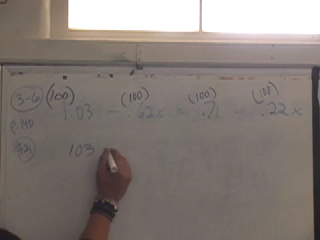 3-6
(100) (100) (100) (100)
1.03 - .62x = .71 - .22x
p.140
#24
103